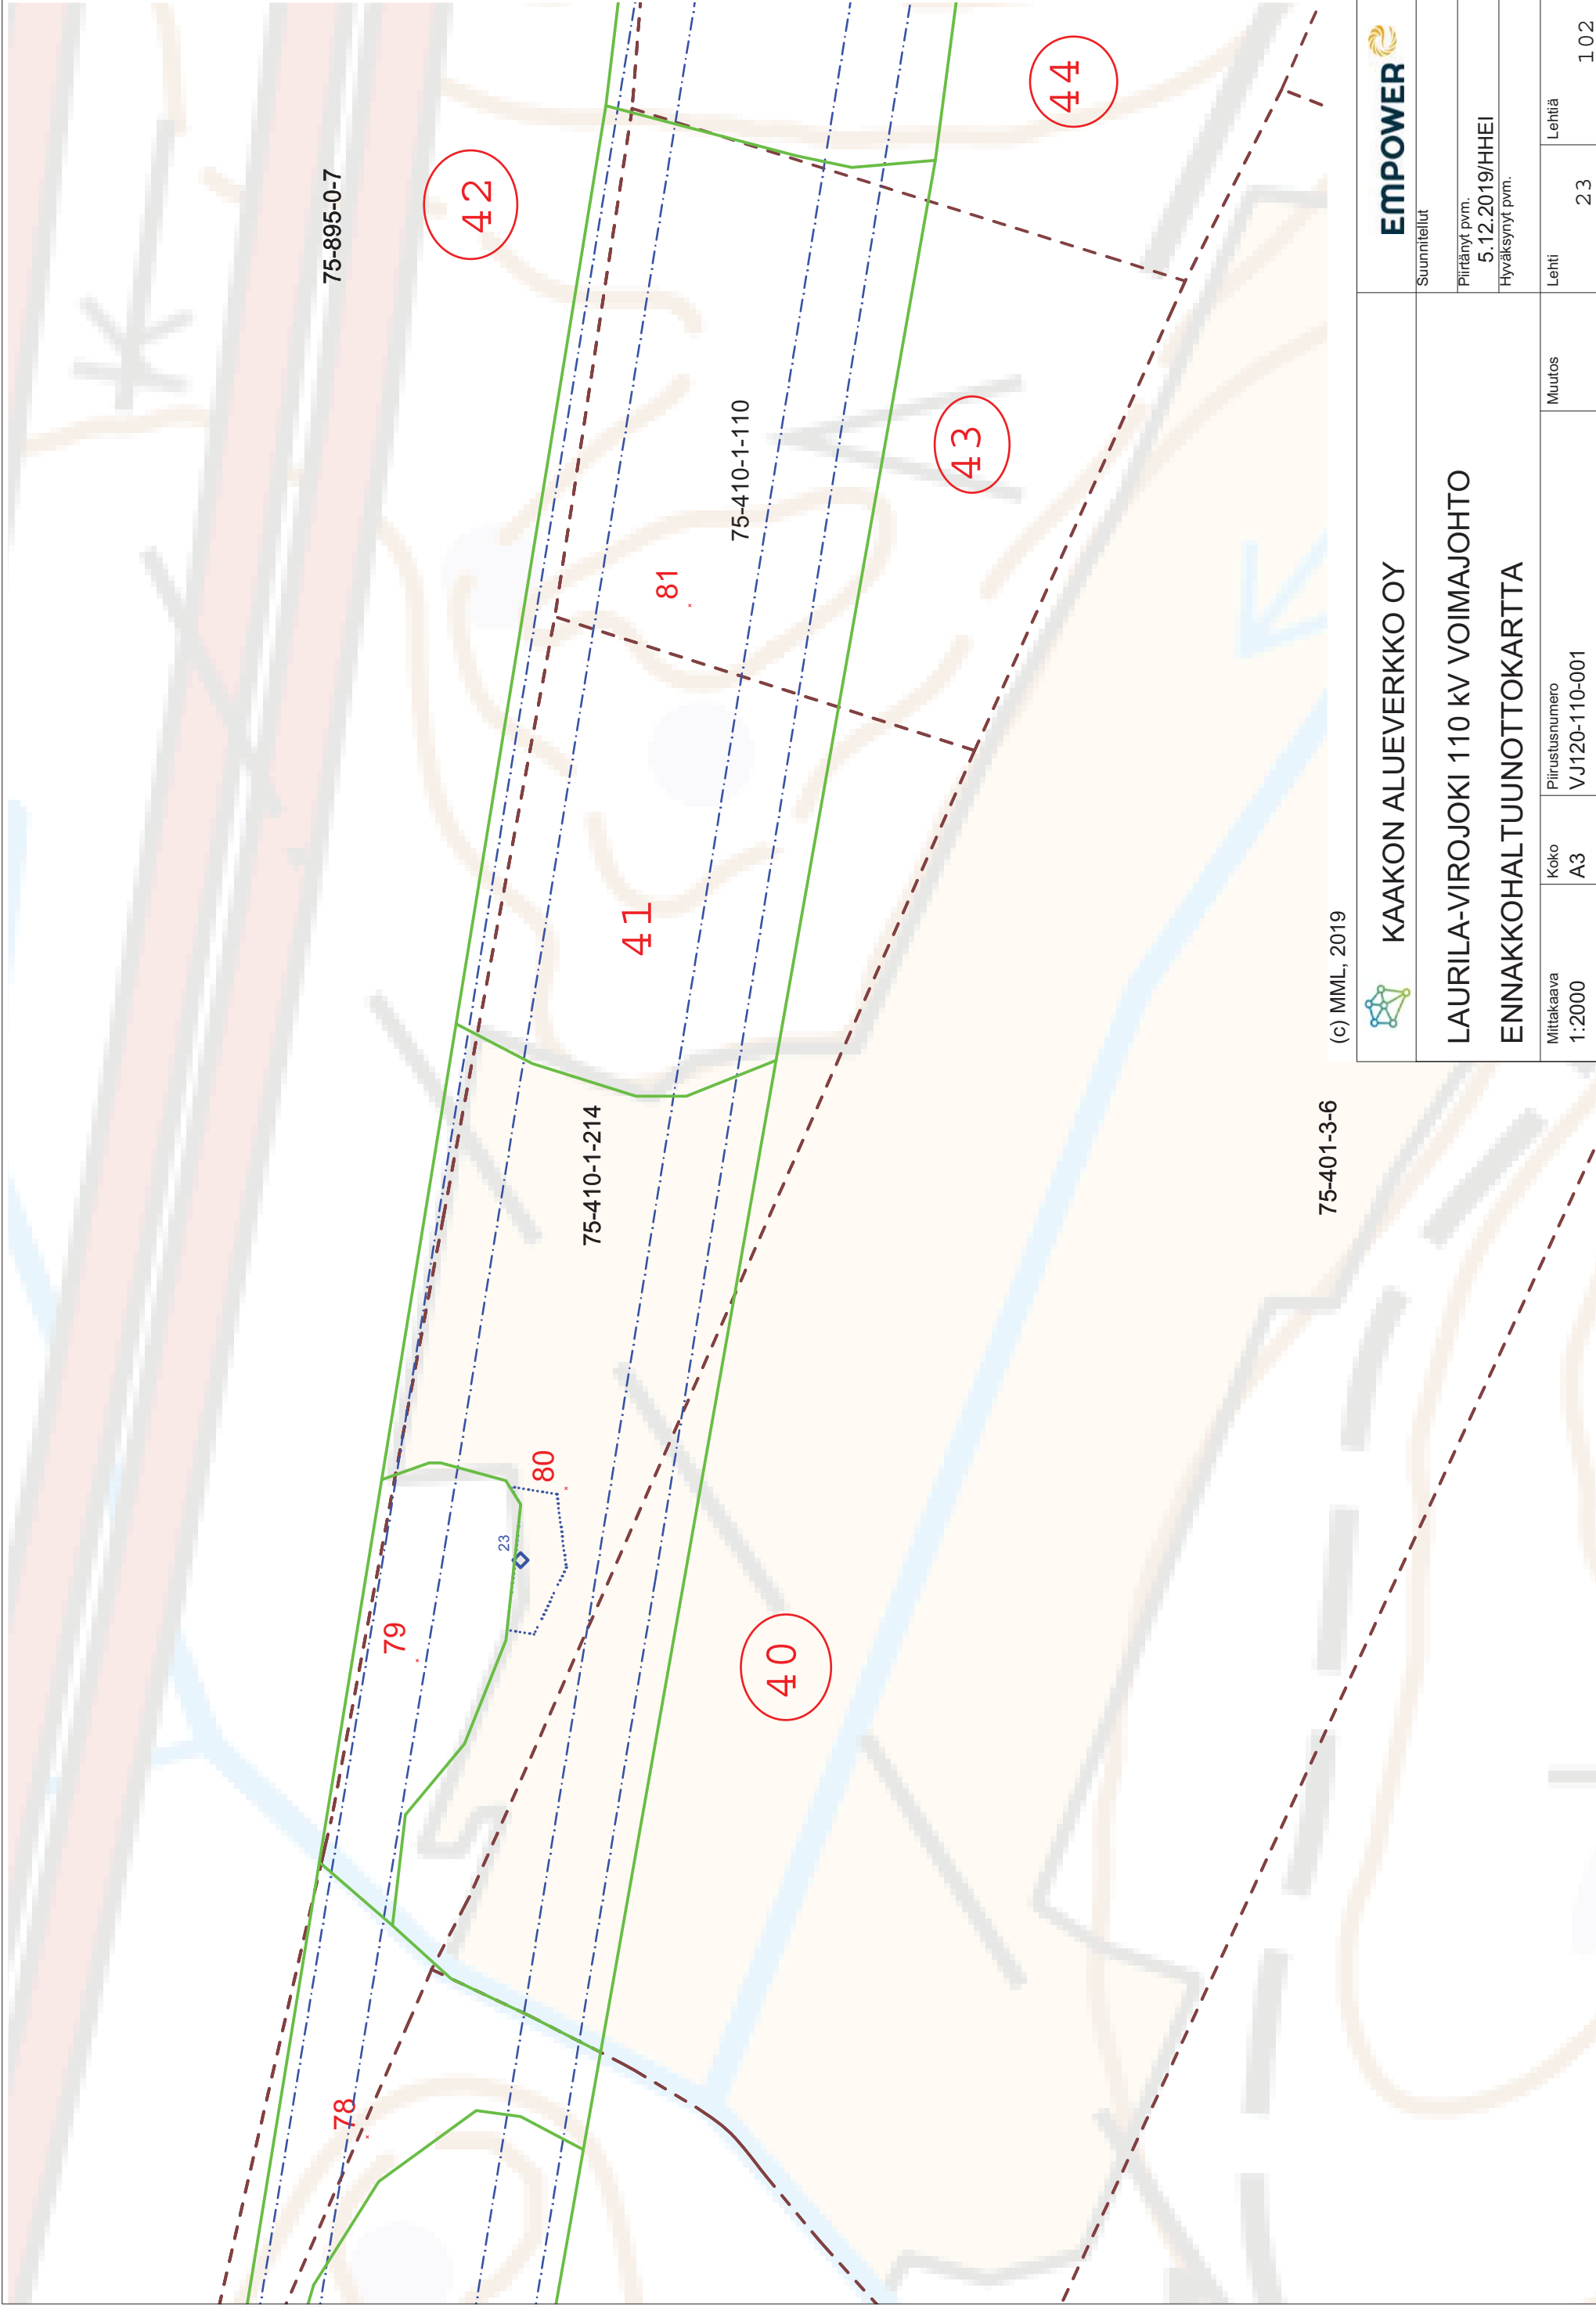 75-895-0-7
42
44
75-410-1-110
43
81
41
75-410-1-214
80
23
79
40
78
75-401-3-6
(c) MML, 2019
KAAKON ALUEVERKKO OY
EMPOWER
LAURILA-VIROJOKI 110 kV VOIMAJOHTO
ENNAKKOHALTUUNOTTOKARTTA
Suunnitellut
Piirtänyt pvm.
5.12.2019/HHEI
Hyväksynyt pvm.
Mittakaava
1:2000
Koko
A3
Piirustusnumero
VJ120-110-001
Muutos
Lehti
23
Lehtiä
102